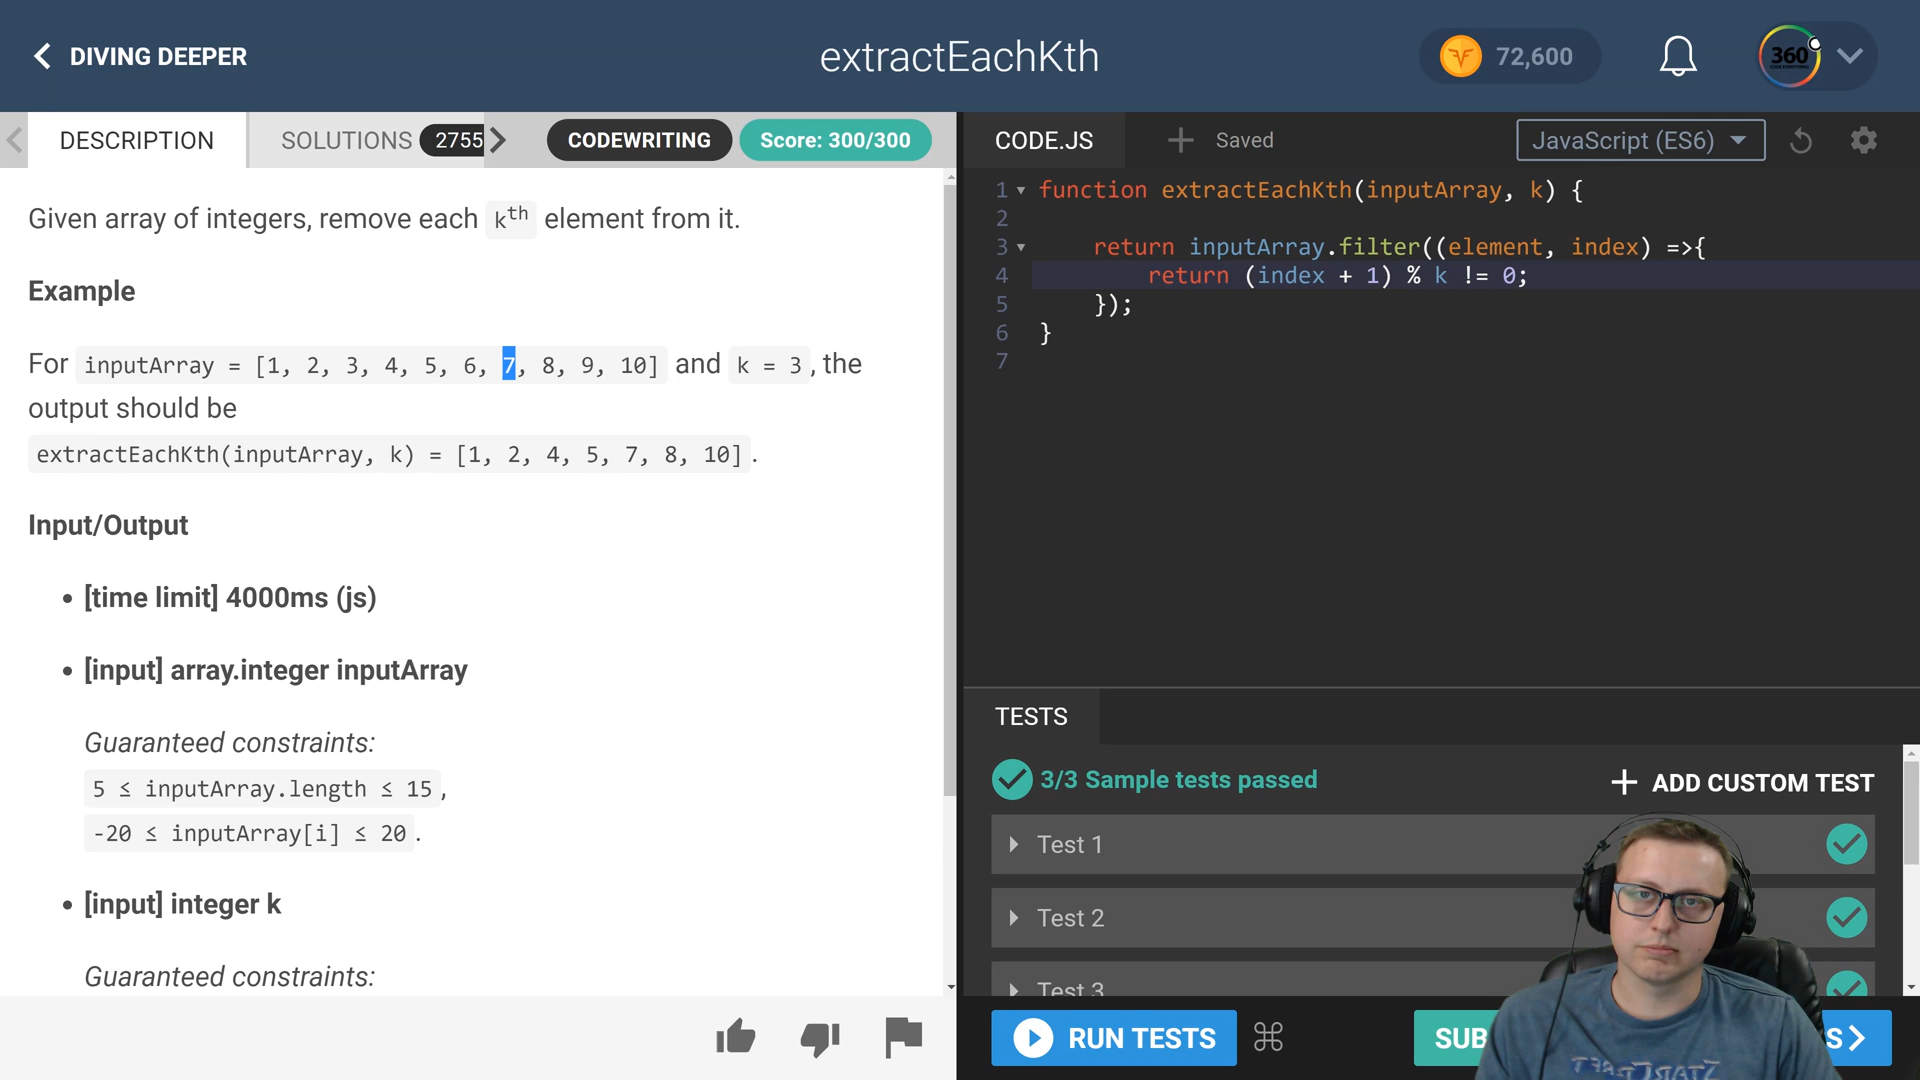 DIVING DEEPER
extractEachKth
72,600
360
DESCRIPTION
SOLUTIONS 2755
CODEWRITING
Score: 300/300
Given array of integers, remove each kth element from it.
Example
For inputArray = [1, 2, 3, 4, 5, 6, 7, 8, 9, 10] and k = 3, the
output should be
extractEachKth(inputArray, k) = [1, 2, 4, 5, 7, 8, 10].
Input/Output
• [time limit] 4000ms (js)
• [input] array.integer inputArray
Guaranteed constraints:
5 ≤ inputArray.length ≤ 15,
-20 ≤ inputArray[i] ≤ 20.
• [input] integer k
Guaranteed constraints:
CODE.JS
Saved
JavaScript (ES6)
1 function extractEachKth(inputArray, k) {
2
3 return inputArray.filter((element, index) =>{
4 return (index + 1) % k != 0;
5 });
6 }
7
TESTS
3/3 Sample tests passed
ADD CUSTOM TEST
Test 1
Test 2
Test 3
RUN TESTS
SUB
S